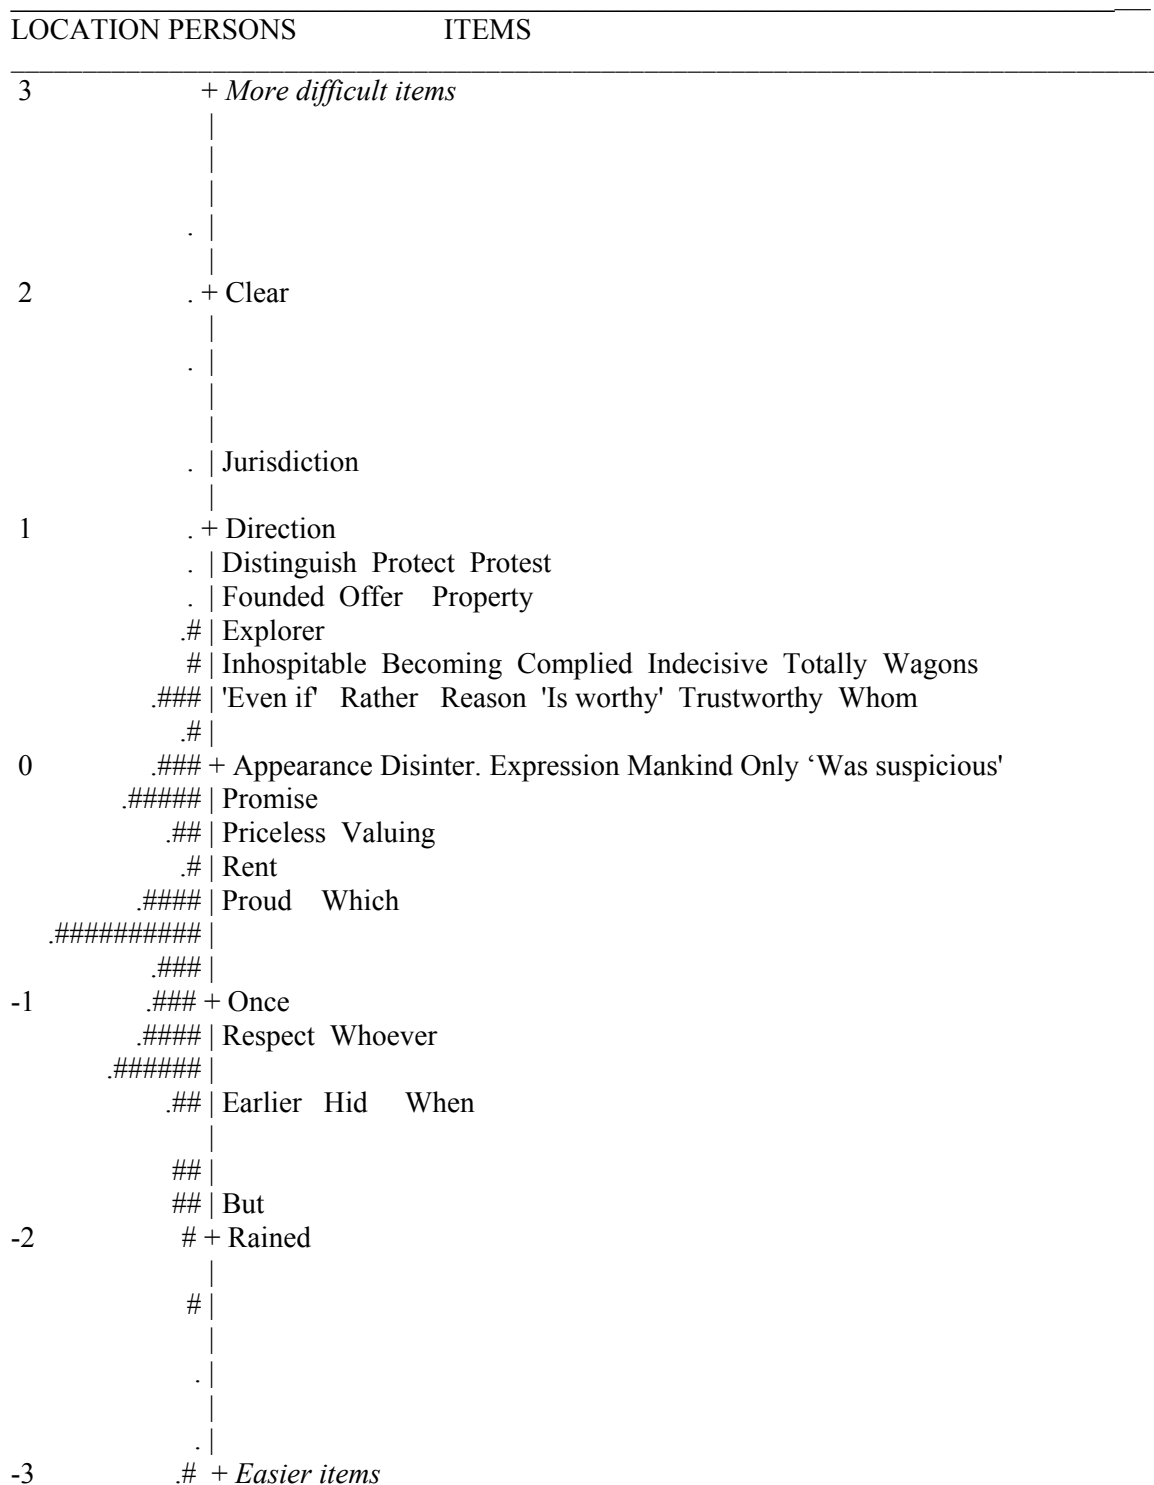 LOCATION PERSONS ITEMS
3 + More difficult items
|
|
|
. |
|
2 . + Clear
|
. |
|
|
. | Jurisdiction
|
1 . + Direction
. | Distinguish Protect Protest
. | Founded Offer Property
.# | Explorer
# | Inhospitable Becoming Complied Indecisive Totally Wagons
.### | 'Even if' Rather Reason 'Is worthy' Trustworthy Whom
.# |
0 .### + Appearance Disinter. Expression Mankind Only ‘Was suspicious'
.##### | Promise
.## | Priceless Valuing
.# | Rent
.#### | Proud Which
.########## |
.### |
-1 .### + Once
.#### | Respect Whoever
.###### |
.## | Earlier Hid When
|
## |
## | But
-2 # + Rained
|
# |
|
. |
|
. |
-3 .# + Easier items